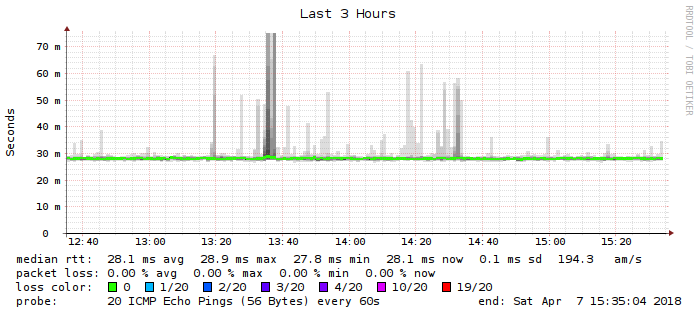 Last 3 Hours
RRDTOOL / TOBI OETIKER
Seconds
70 m
60 m
50 m
40 m
30 m
20 m
10 m
0
12:40 13:00 13:20 13:40 14:00 14:20 14:40 15:00 15:20
median rtt: 28.1 ms avg 28.9 ms max 27.8 ms min 28.1 ms now 0.1 ms sd 194.3 am/s
packet loss: 0.00 % avg 0.00 % max 0.00 % min 0.00 % now
loss color: 0 1/20 2/20 3/20 4/20 10/20 19/20
probe: 20 ICMP Echo Pings (56 Bytes) every 60s end: Sat Apr 7 15:35:04 2018